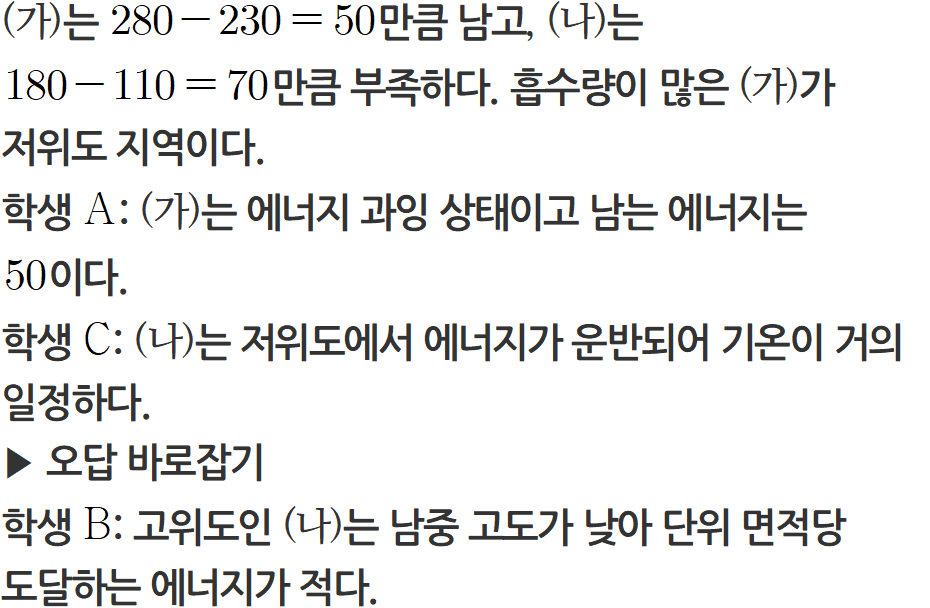 (가)는 280－230＝50만큼 남고, (나)는
180－110＝70만큼 부족하다. 흡수량이 많은 (가)가
저위도 지역이다.
학생 A: (가)는 에너지 과잉 상태이고 남는 에너지는
50이다.
학생 C: (나)는 저위도에서 에너지가 운반되어 기온이 거의
일정하다.
▶ 오답 바로잡기
학생 B: 고위도인 (나)는 남중 고도가 낮아 단위 면적당
도달하는 에너지가 적다.